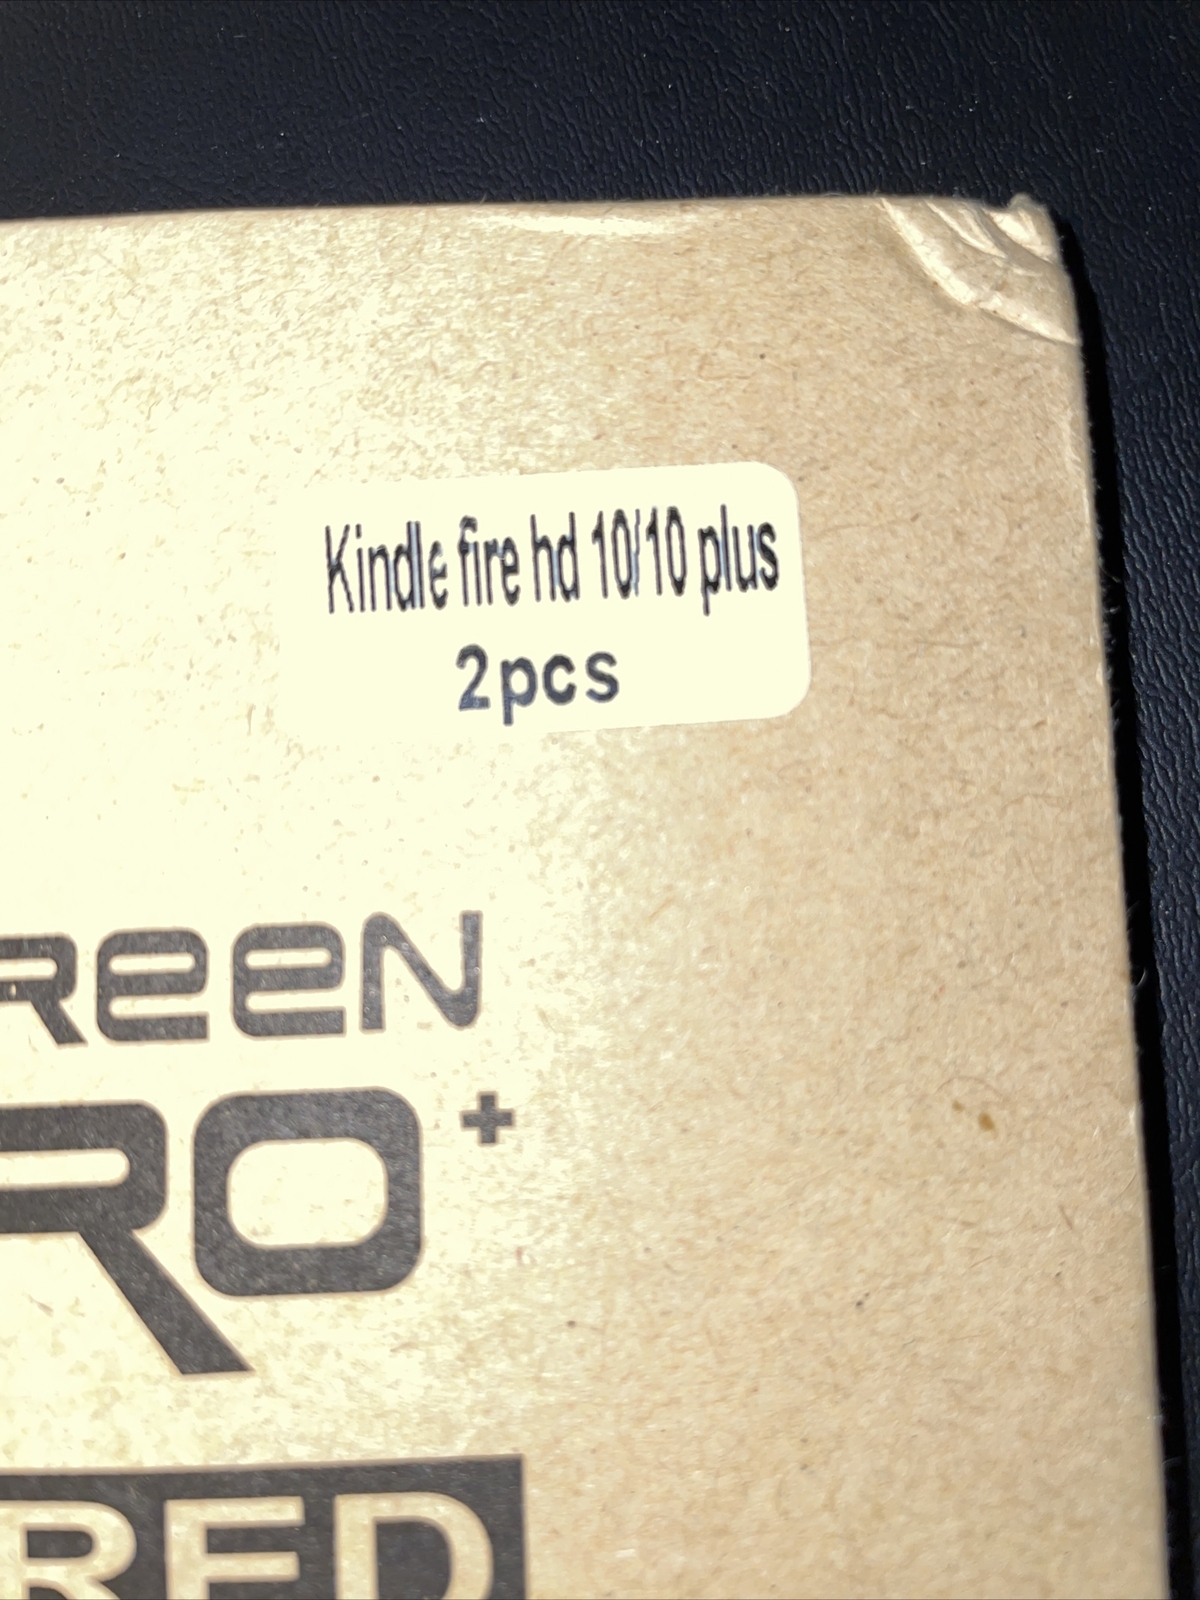 Kindle fire hd 10/10 plus
2pcs
REEN
RO+
RED